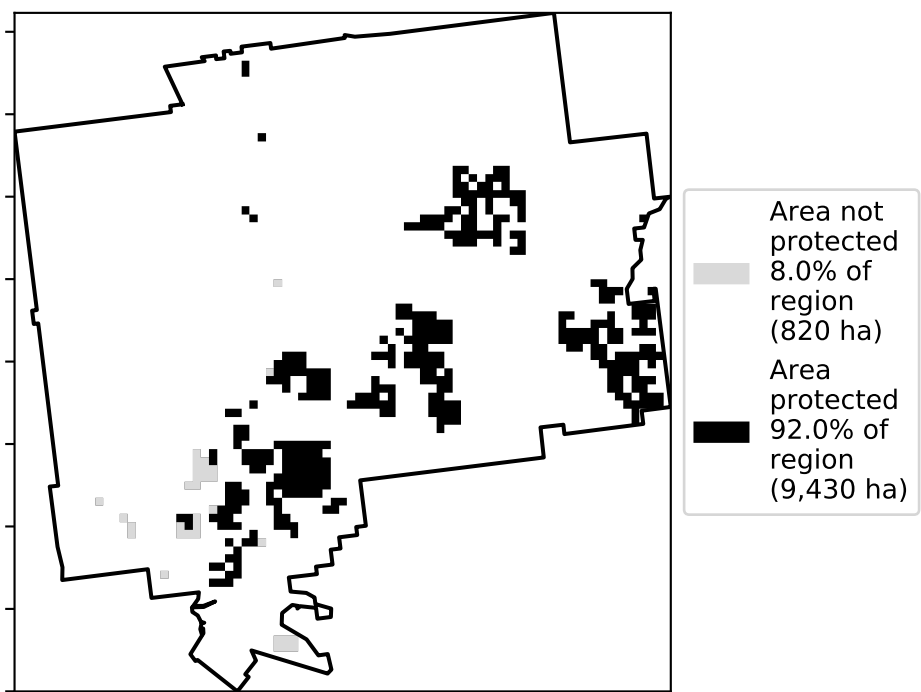 Area not
protected
8.0% of
region
(820 ha)
Area
protected
92.0% of
region
(9,430 ha)